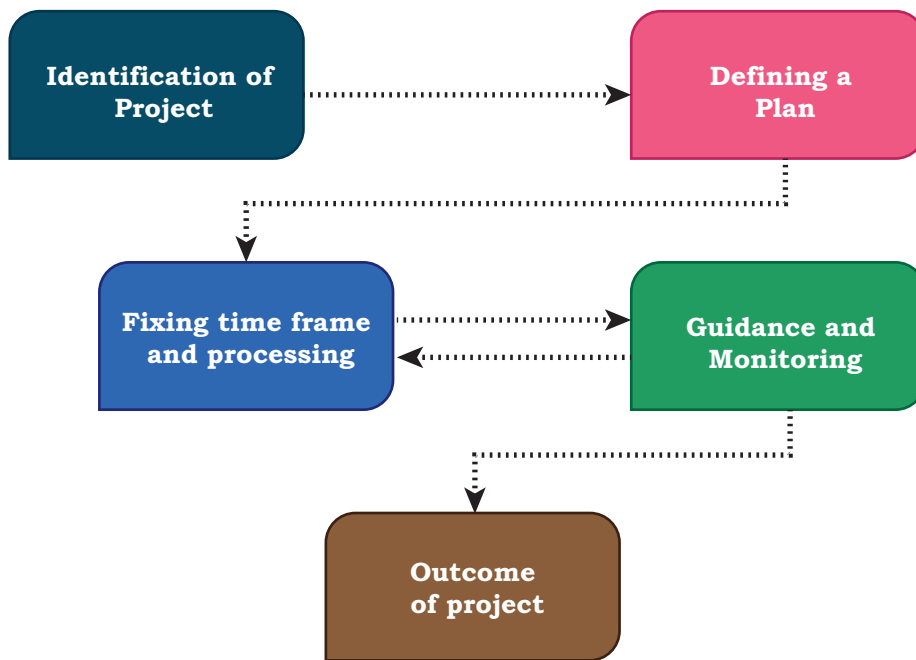 Identification of
Project
Defining a
Plan
Fixing time frame
and processing
Guidance and
Monitoring
Outcome
of project